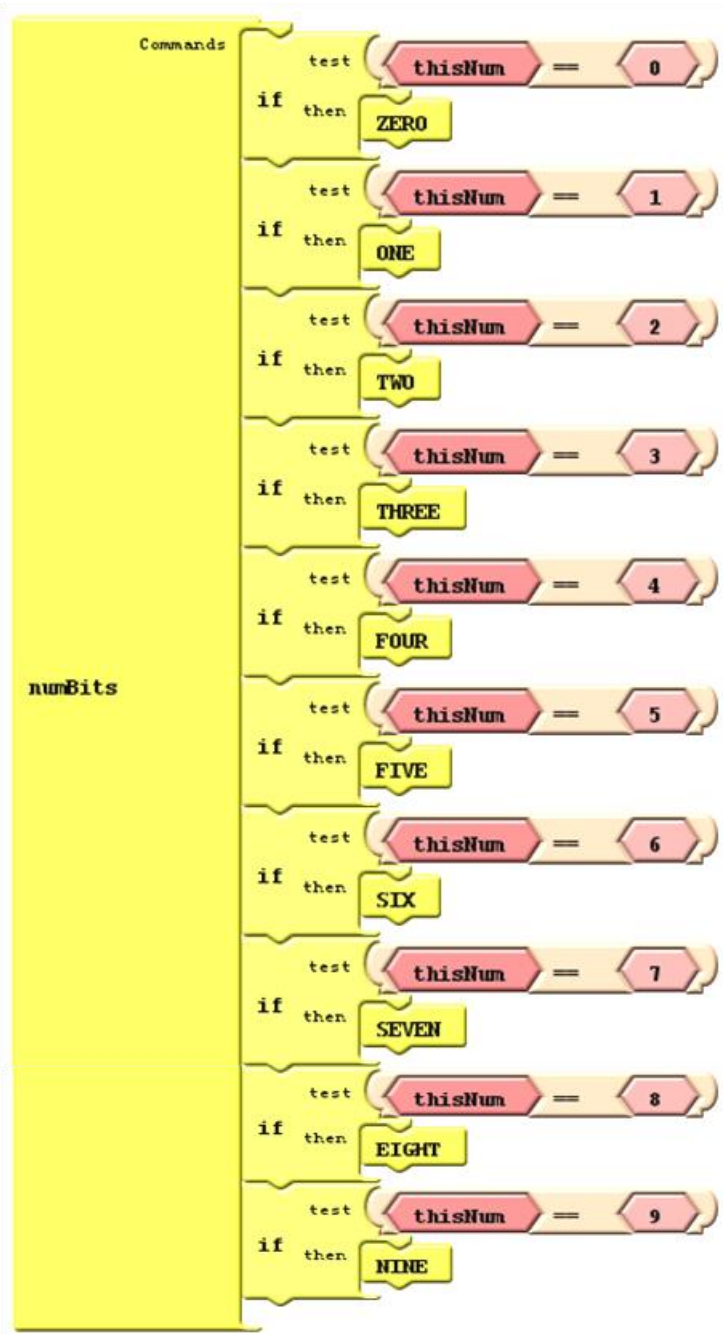 Commands
test thisNum == 0
if then
ZERO
test thisNum == 1
if then
ONE
test thisNum == 2
if then
TWO
test thisNum == 3
if then
THREE
test thisNum == 4
if then
FOUR
numBits
test thisNum == 5
if then
FIVE
test thisNum == 6
if then
SIX
test thisNum == 7
if then
SEVEN
test thisNum == 8
if then
EIGHT
test thisNum == 9
if then
NINE